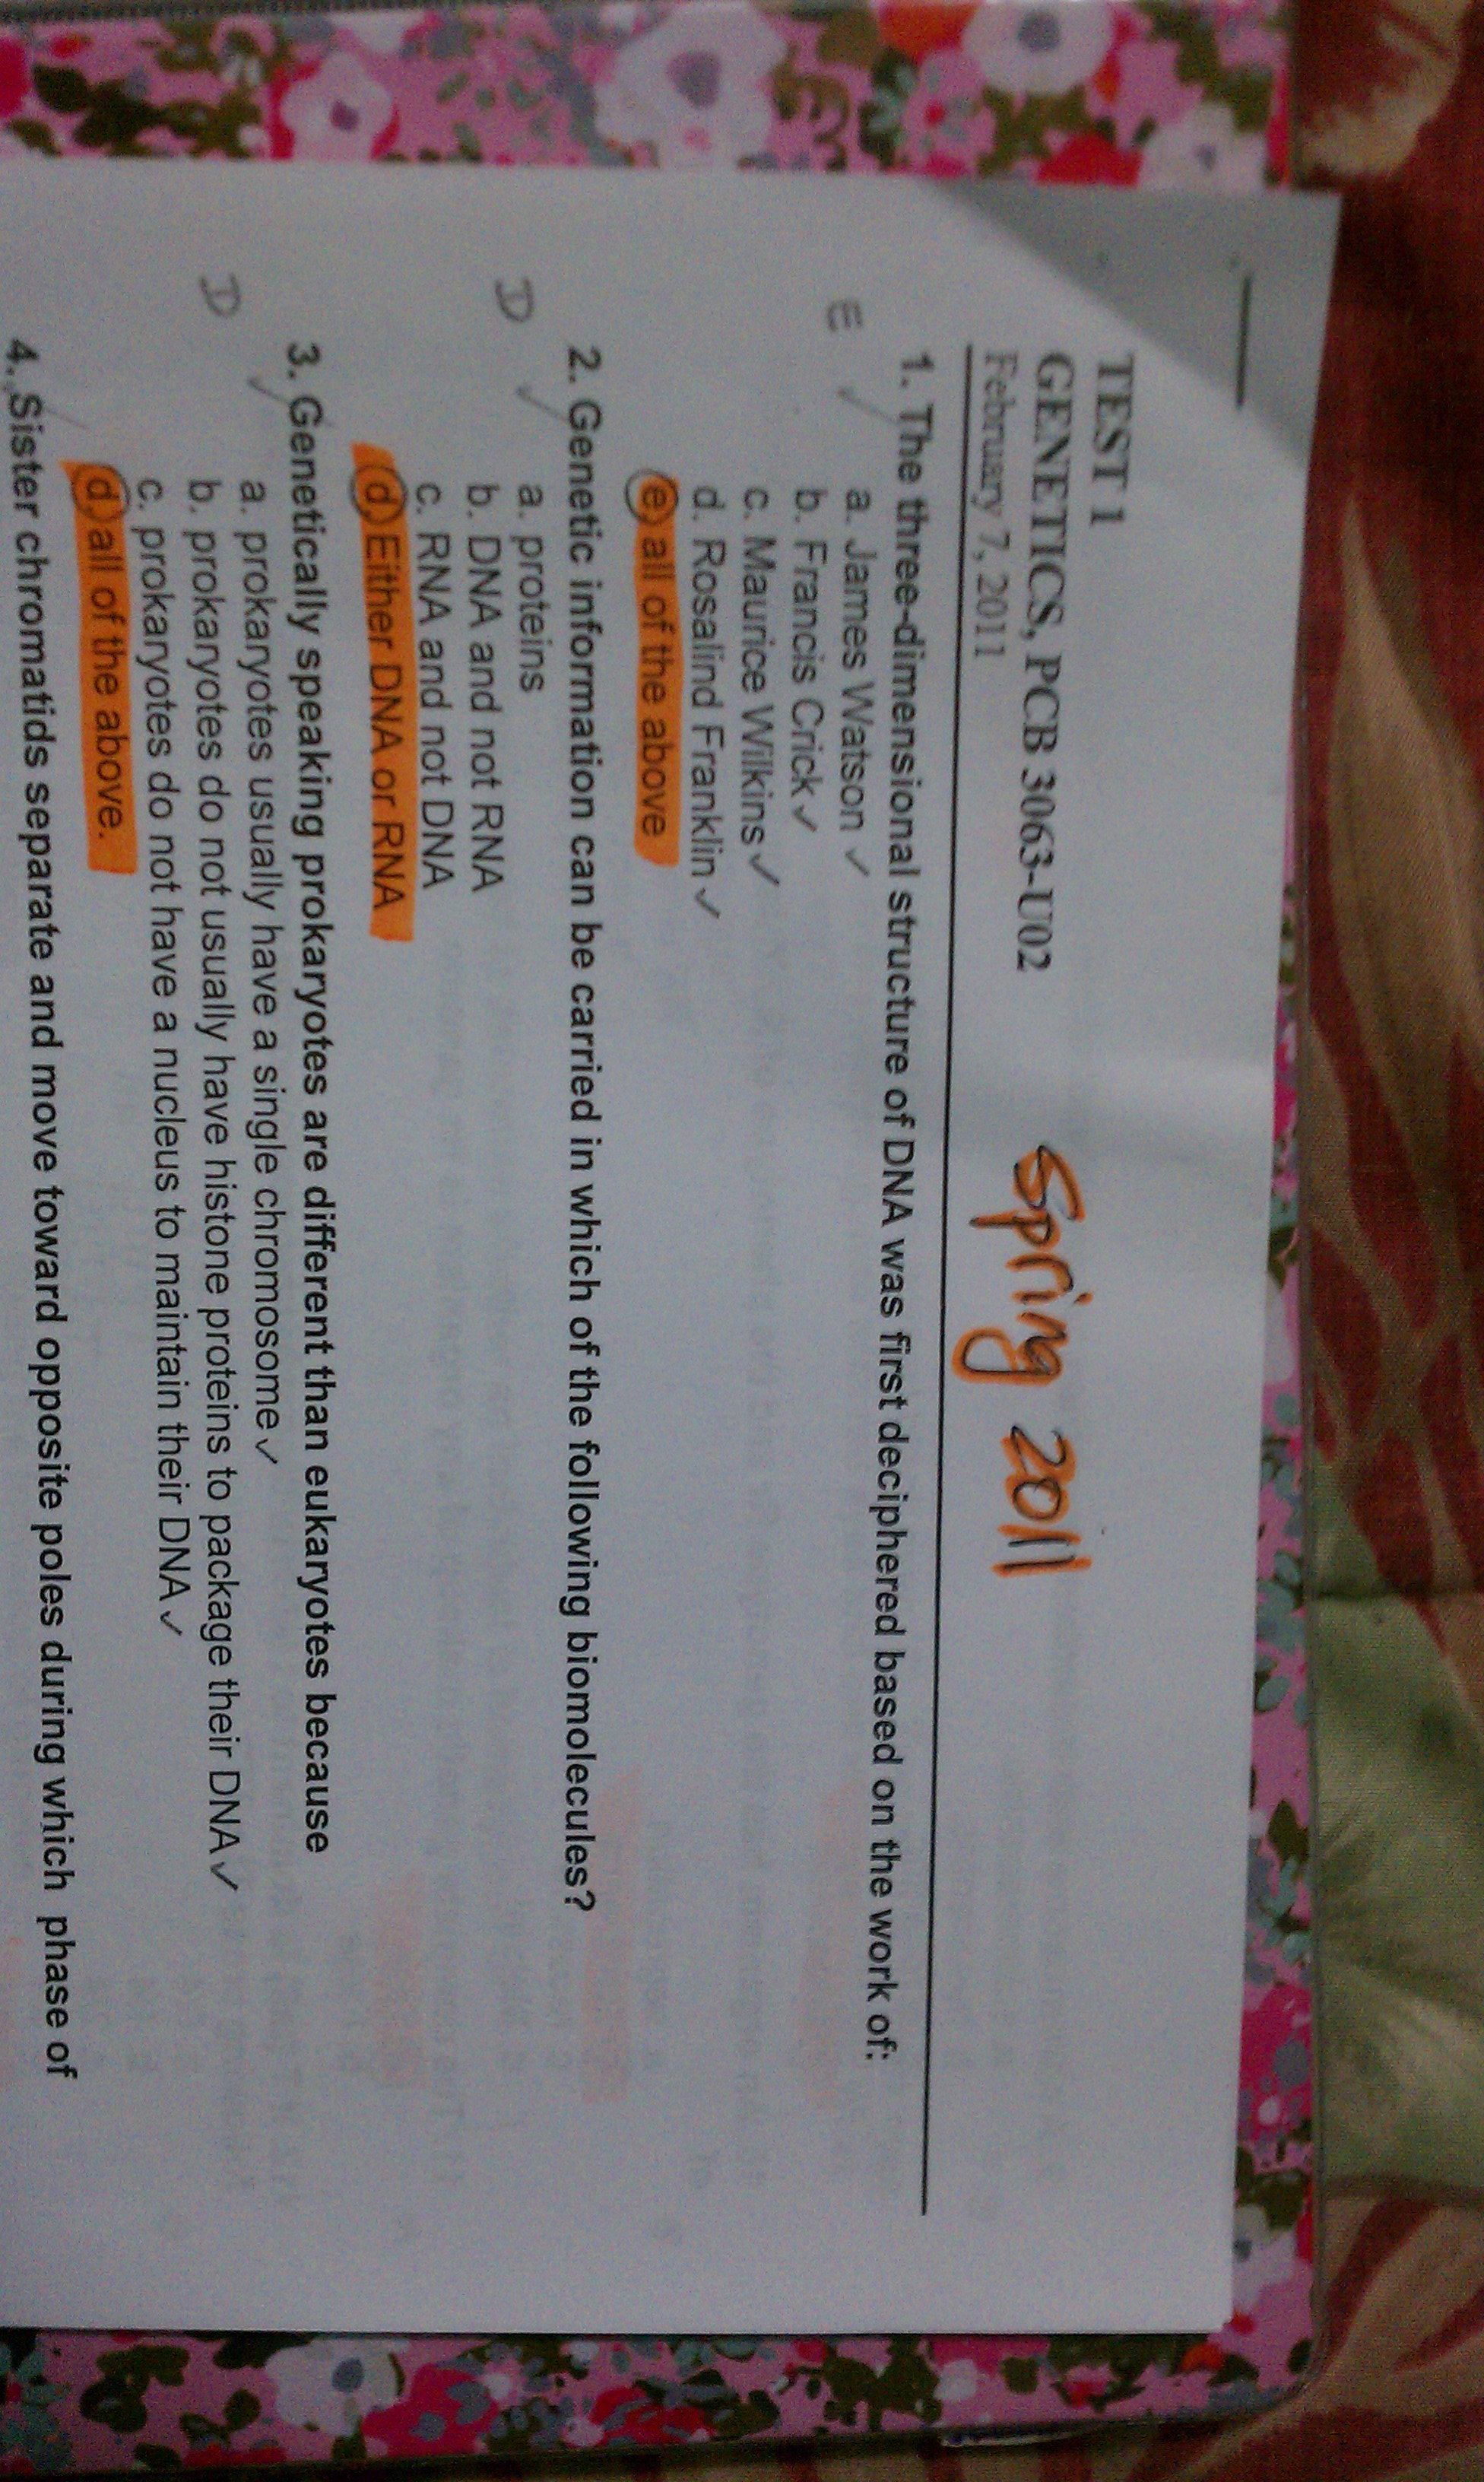 TEST 1
GENETICS, PCB 3063-U02 Spring 2011
February 7, 2011
1. The three-dimensional structure of DNA was first deciphered based on the work of:
E
a. James Watson ✓
b. Francis Crick ✓
c. Maurice Wilkins ✓
d. Rosalind Franklin ✓
e) all of the above
2. Genetic information can be carried in which of the following biomolecules?
D
a. proteins
b. DNA and not RNA
c. RNA and not DNA
d.) Either DNA or RNA
3. Genetically speaking prokaryotes are different than eukaryotes because
D
a. prokaryotes usually have a single chromosome ✓
b. prokaryotes do not usually have histone proteins to package their DNA ✓
c. prokaryotes do not have a nucleus to maintain their DNA ✓
d.) all of the above.
4. Sister chromatids separate and move toward opposite poles during which phase of